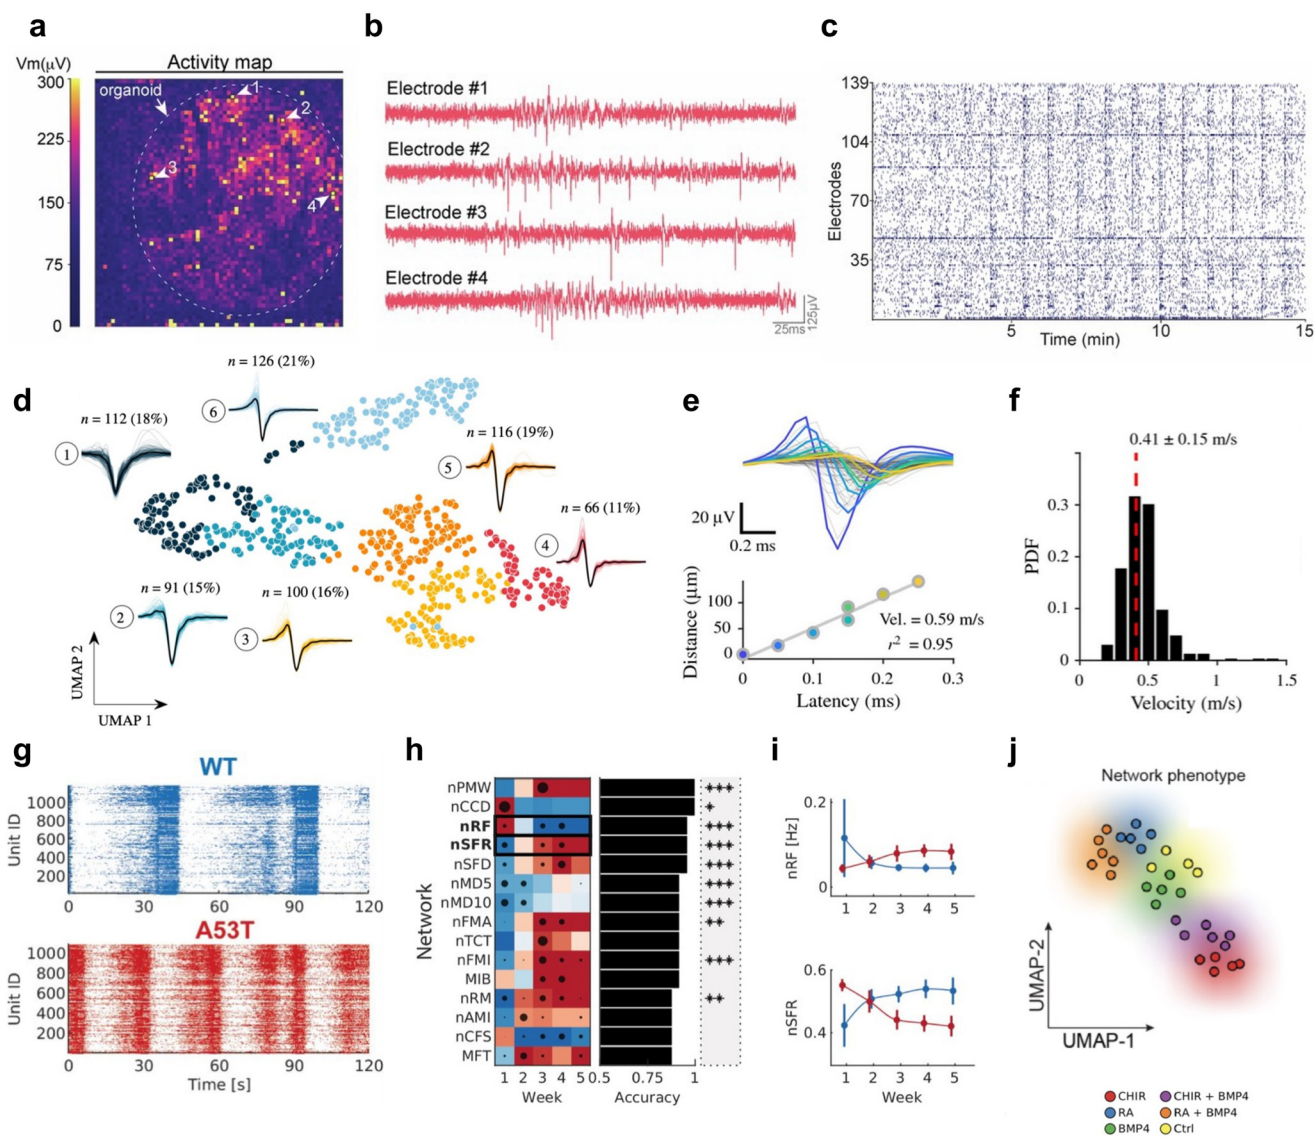 a
Activity map
Vm(μV)
300
225
150
75
0
organoid
1
2
3
4
b
Electrode #1
Electrode #2
Electrode #3
Electrode #4
25ms
125μV
c
Electrodes
139
104
70
35
5 10 15
Time (min)
d
n = 126 (21%)
6
n = 112 (18%)
1
n = 116 (19%)
5
n = 66 (11%)
4
n = 91 (15%)
2
n = 100 (16%)
3
UMAP 2
UMAP 1
e
20 μV
0.2 ms
Distance (μm)
100
50
0
Vel. = 0.59 m/s
r² = 0.95
0 0.1 0.2 0.3
Latency (ms)
f
0.41 ± 0.15 m/s
PDF
0.3
0.2
0.1
0
0 0.5 1 1.5
Velocity (m/s)
g
WT
Unit ID
1000
800
600
400
200
0 30 60 90 120
A53T
Unit ID
1000
800
600
400
200
0 30 60 90 120
Time [s]
h
Network
nPMW
nCCD
nRF
nSFR
nSFD
nMD5
nMD10
nFMA
nTCT
nFMI
MIB
nRM
nAMI
nCFS
MFT
1 2 3 4 5
Week
0.5 0.75 1
Accuracy
i
nRF [Hz]
0.2
0
1 2 3 4 5
nSFR
0.6
0.4
1 2 3 4 5
Week
j
Network phenotype
UMAP-2
UMAP-1
CHIR CHIR + BMP4
RA RA + BMP4
BMP4 Ctrl